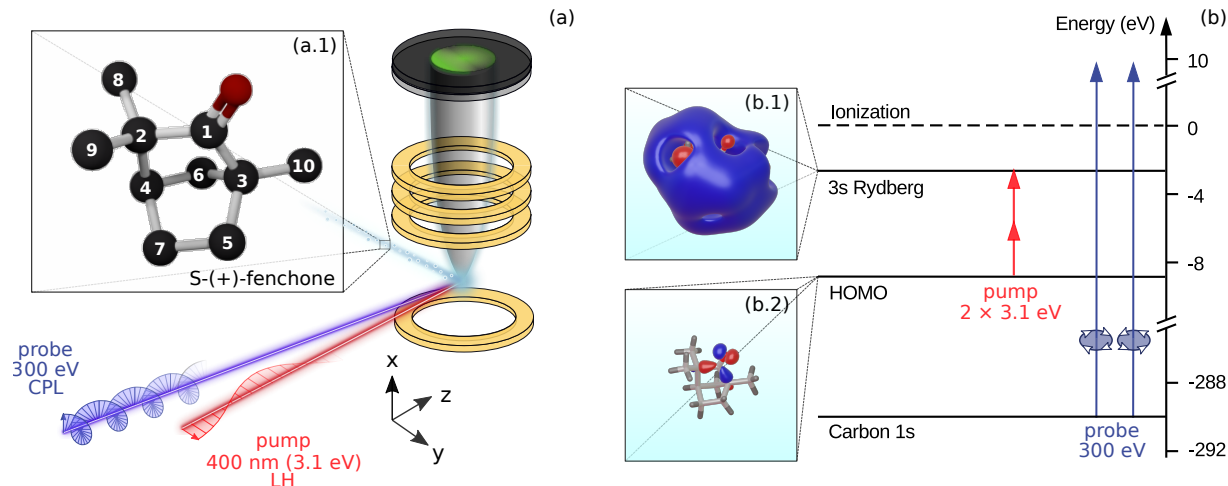 (a)
(a.1)
8
1
2
9
10
6
3
4
7
5
S-(+)-fenchone
probe
300 eV
CPL
pump
400 nm (3.1 eV)
LH
x
z
y
(b)
Energy (eV)
10
(b.1)
Ionization
0
3s Rydberg
-4
-8
HOMO
pump
2 × 3.1 eV
(b.2)
-288
Carbon 1s
probe
300 eV
-292